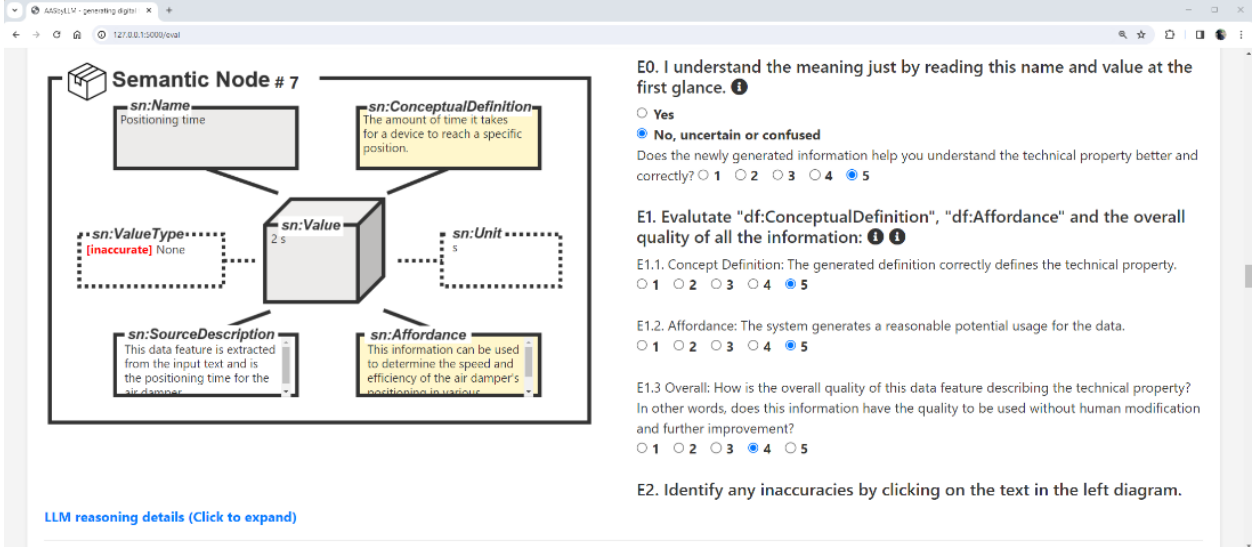 AASbyLLM - generating digital
127.0.0.1:5000/eval
Semantic Node # 7
sn:Name
Positioning time
sn:ConceptualDefinition
The amount of time it takes
for a device to reach a specific
position.
sn:ValueType
[inaccurate] None
sn:Value
2 s
sn:Unit
s
sn:SourceDescription
This data feature is extracted
from the input text and is
the positioning time for the
air damper
sn:Affordance
This information can be used
to determine the speed and
efficiency of the air damper's
positioning in various
LLM reasoning details (Click to expand)
E0. I understand the meaning just by reading this name and value at the
first glance.
Yes
No, uncertain or confused
Does the newly generated information help you understand the technical property better and
correctly? 1 2 3 4 5
E1. Evalutate "df:ConceptualDefinition", "df:Affordance" and the overall
quality of all the information:
E1.1. Concept Definition: The generated definition correctly defines the technical property.
1 2 3 4 5
E1.2. Affordance: The system generates a reasonable potential usage for the data.
1 2 3 4 5
E1.3 Overall: How is the overall quality of this data feature describing the technical property?
In other words, does this information have the quality to be used without human modification
and further improvement?
1 2 3 4 5
E2. Identify any inaccuracies by clicking on the text in the left diagram.